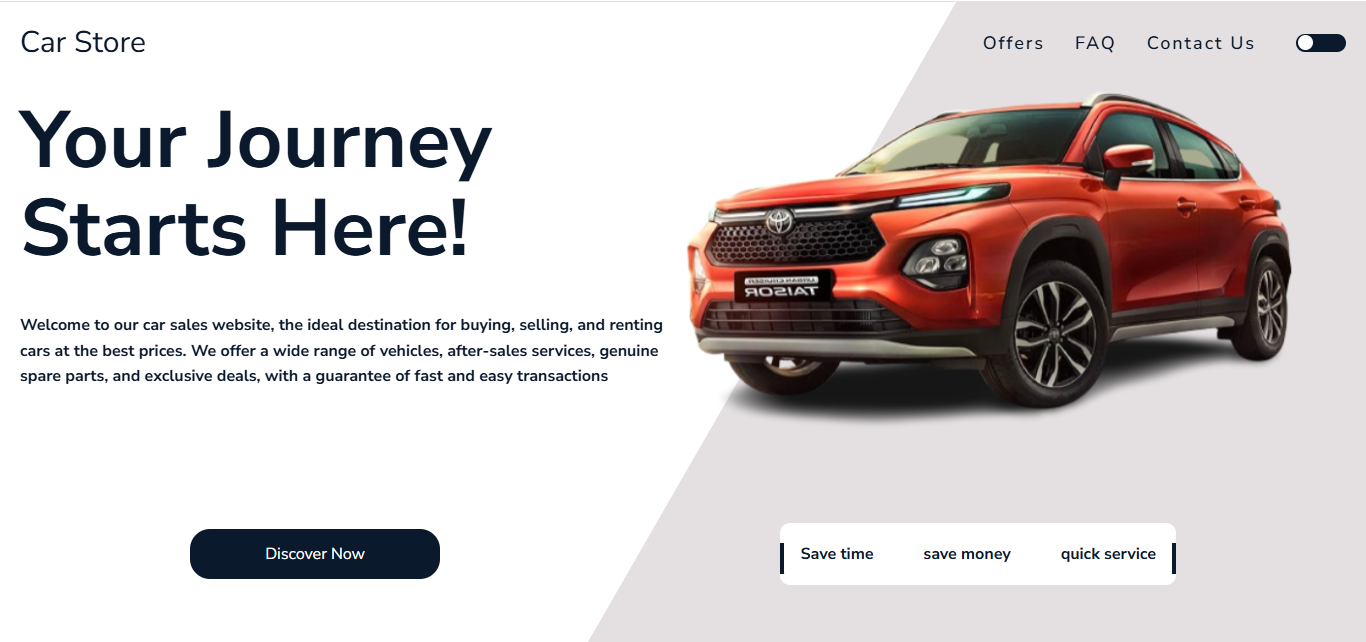 Car Store
Offers FAQ Contact Us
Your Journey
Starts Here!
URBAN CRUISER
TAISOR
Welcome to our car sales website, the ideal destination for buying, selling, and renting
cars at the best prices. We offer a wide range of vehicles, after-sales services, genuine
spare parts, and exclusive deals, with a guarantee of fast and easy transactions
Discover Now
Save time save money quick service